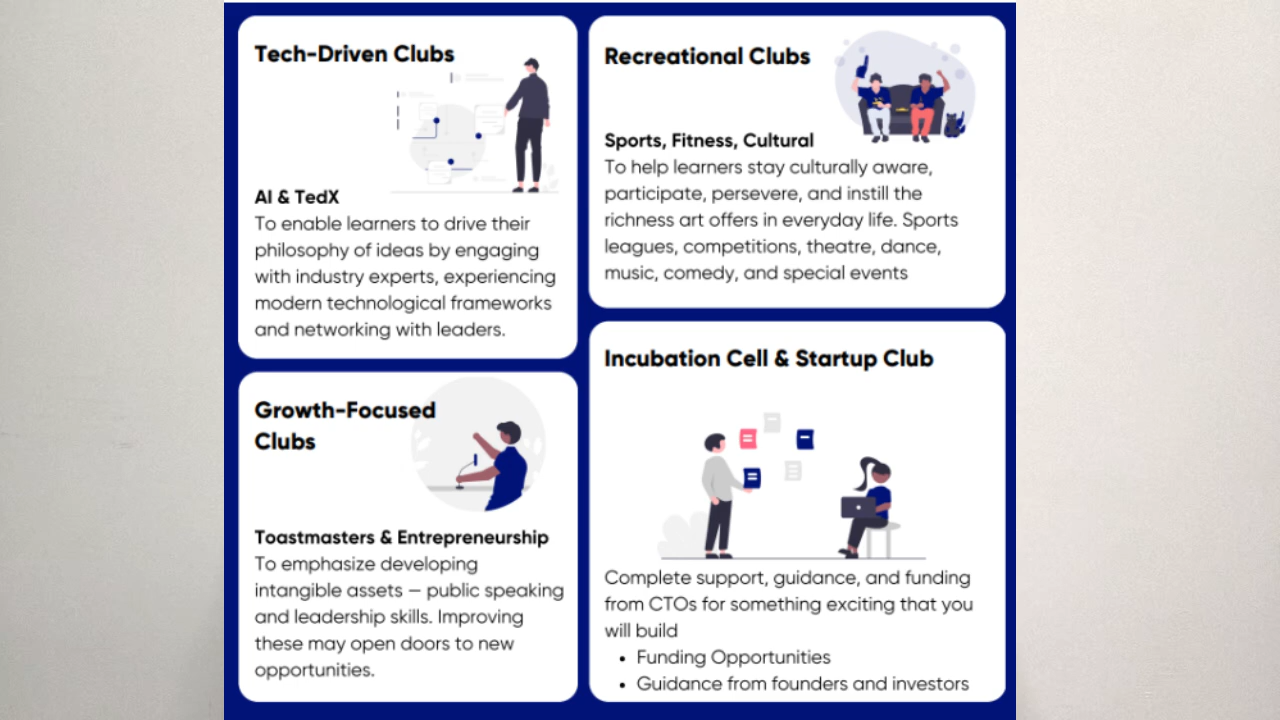 Tech-Driven Clubs
AI & TedX
To enable learners to drive their
philosophy of ideas by engaging
with industry experts, experiencing
modern technological frameworks
and networking with leaders.
Growth-Focused
Clubs
Toastmasters & Entrepreneurship
To emphasize developing
intangible assets — public speaking
and leadership skills. Improving
these may open doors to new
opportunities.
Recreational Clubs
Sports, Fitness, Cultural
To help learners stay culturally aware,
participate, persevere, and instill the
richness art offers in everyday life. Sports
leagues, competitions, theatre, dance,
music, comedy, and special events
Incubation Cell & Startup Club
Complete support, guidance, and funding
from CTOs for something exciting that you
will build
• Funding Opportunities
• Guidance from founders and investors